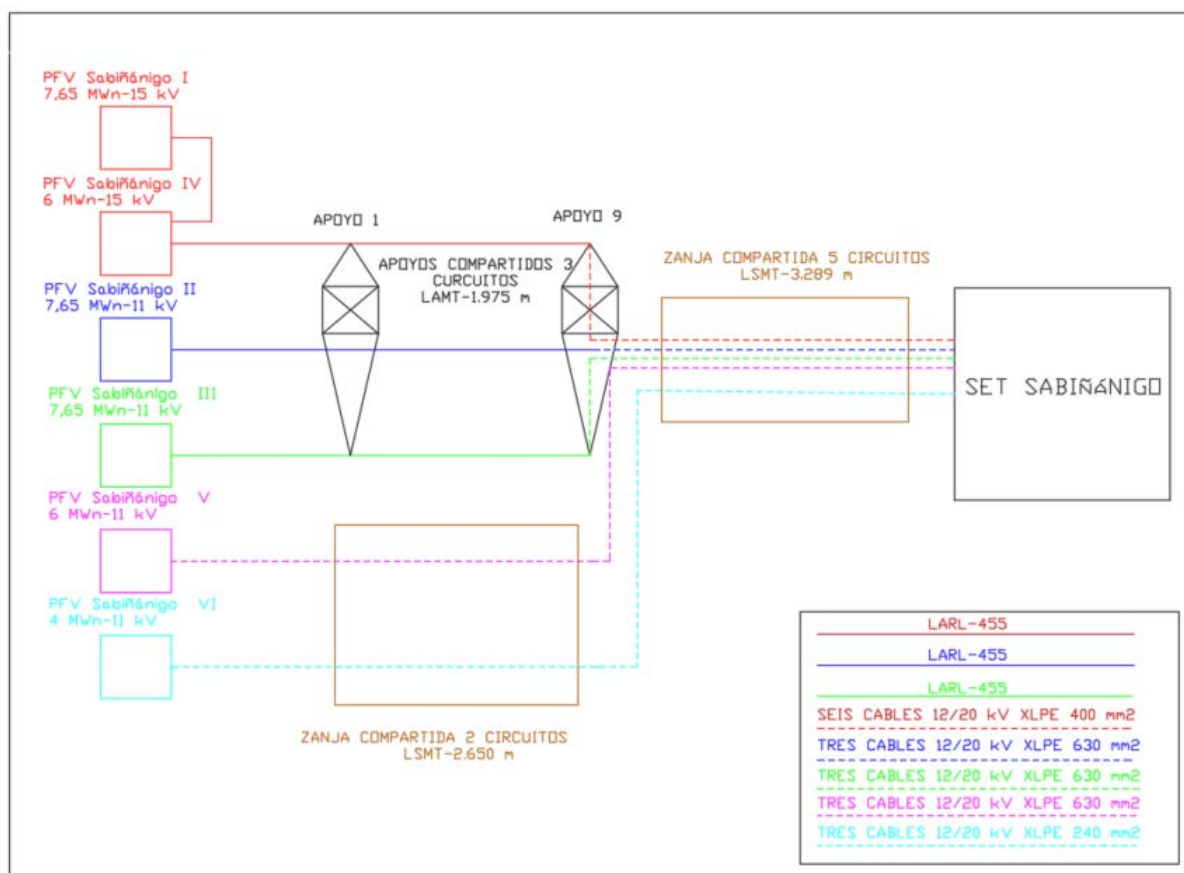 PFV Sabiñánigo I
7,65 MWn-15 kV
PFV Sabiñánigo IV
6 MWn-15 kV
PFV Sabiñánigo II
7,65 MWn-11 kV
PFV Sabiñánigo III
7,65 MWn-11 kV
PFV Sabiñánigo V
6 MWn-11 kV
PFV Sabiñánigo VI
4 MWn-11 kV
APOYO 1
APOYO 9
APOYOS COMPARTIDOS 3
CURCUITOS
LAMT-1.975 m
ZANJA COMPARTIDA 5 CIRCUITOS
LSMT-3.289 m
SET SABIÑáNIGO
ZANJA COMPARTIDA 2 CIRCUITOS
LSMT-2.650 m
LARL-455
LARL-455
LARL-455
SEIS CABLES 12/20 kV XLPE 400 mm2
TRES CABLES 12/20 kV XLPE 630 mm2
TRES CABLES 12/20 kV XLPE 630 mm2
TRES CABLES 12/20 kV XLPE 630 mm2
TRES CABLES 12/20 kV XLPE 240 mm2